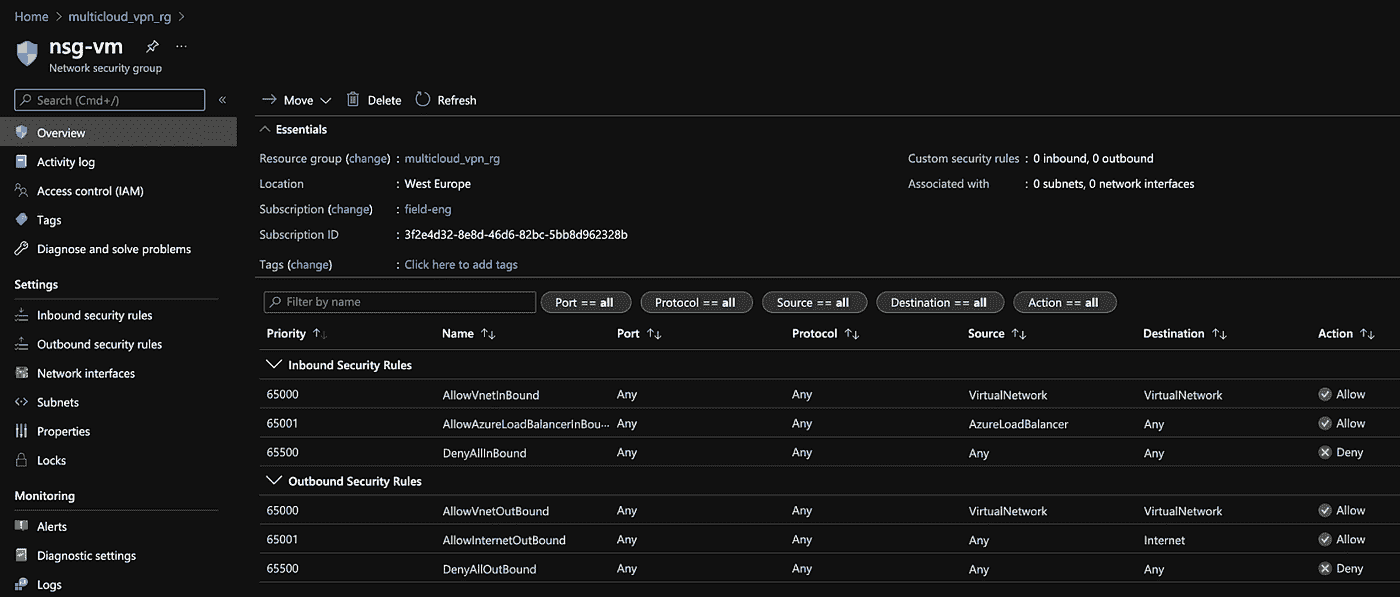 Home > multicloud_vpn_rg >
nsg-vm ...
Network security group
Search (Cmd+/) «
Overview
Activity log
Access control (IAM)
Tags
Diagnose and solve problems
Settings
Inbound security rules
Outbound security rules
Network interfaces
Subnets
Properties
Locks
Monitoring
Alerts
Diagnostic settings
Logs
Move Delete Refresh
Essentials
Resource group (change) : multicloud_vpn_rg
Location : West Europe
Subscription (change) : field-eng
Subscription ID : 3f2e4d32-8e8d-46d6-82bc-5bb8d962328b
Tags (change) : Click here to add tags
Custom security rules : 0 inbound, 0 outbound
Associated with : 0 subnets, 0 network interfaces
Filter by name Port == all Protocol == all Source == all Destination == all Action == all
Priority Name Port Protocol Source Destination Action
Inbound Security Rules
65000 AllowVnetInBound Any Any VirtualNetwork VirtualNetwork Allow
65001 AllowAzureLoadBalancerInBou... Any Any AzureLoadBalancer Any Allow
65500 DenyAllInBound Any Any Any Any Deny
Outbound Security Rules
65000 AllowVnetOutBound Any Any VirtualNetwork VirtualNetwork Allow
65001 AllowInternetOutBound Any Any Any Internet Allow
65500 DenyAllOutBound Any Any Any Any Deny